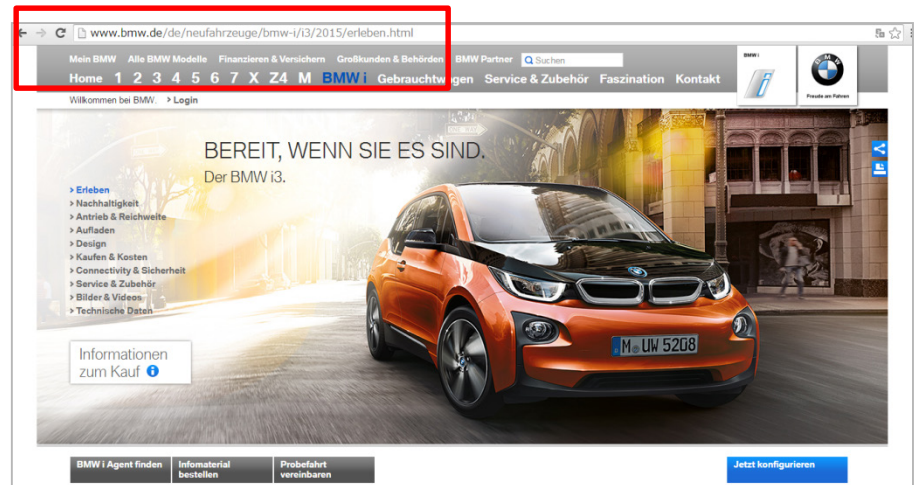 www.bmw.de/de/neufahrzeuge/bmw-i/i3/2015/erleben.html
Mein BMW Alle BMW Modelle Finanzieren & Versichern Großkunden & Behörden BMW Partner Suchen
Home 1 2 3 4 5 6 7 X Z4 M BMW i Gebrauchtwagen Service & Zubehör Faszination Kontakt
BMW i
BMW
Freude am Fahren
Willkommen bei BMW. > Login
BEREIT, WENN SIE ES SIND.
Der BMW i3.
> Erleben
> Nachhaltigkeit
> Antrieb & Reichweite
> Aufladen
> Design
> Kaufen & Kosten
> Connectivity & Sicherheit
> Service & Zubehör
> Bilder & Videos
> Technische Daten
M UW 5208
Informationen
zum Kauf i
BMW i Agent finden
Infomaterial
bestellen
Probefahrt
vereinbaren
Jetzt konfigurieren